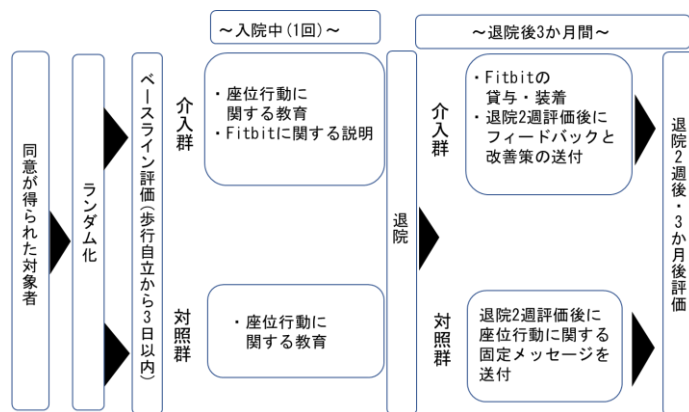 ～入院中(1回)～
～退院後3か月間～
同意が得られた対象者
ランダム化
ベースライン評価(歩行自立から3日以内)
介入群
・座位行動に
関する教育
・Fitbitに関する説明
対照群
・座位行動に
関する教育
退院
介入群
・Fitbitの
貸与・装着
・退院2週評価後に
フィードバックと
改善策の送付
対照群
退院2週評価後に
座位行動に関する
固定メッセージを
送付
退院2週後・3か月後評価